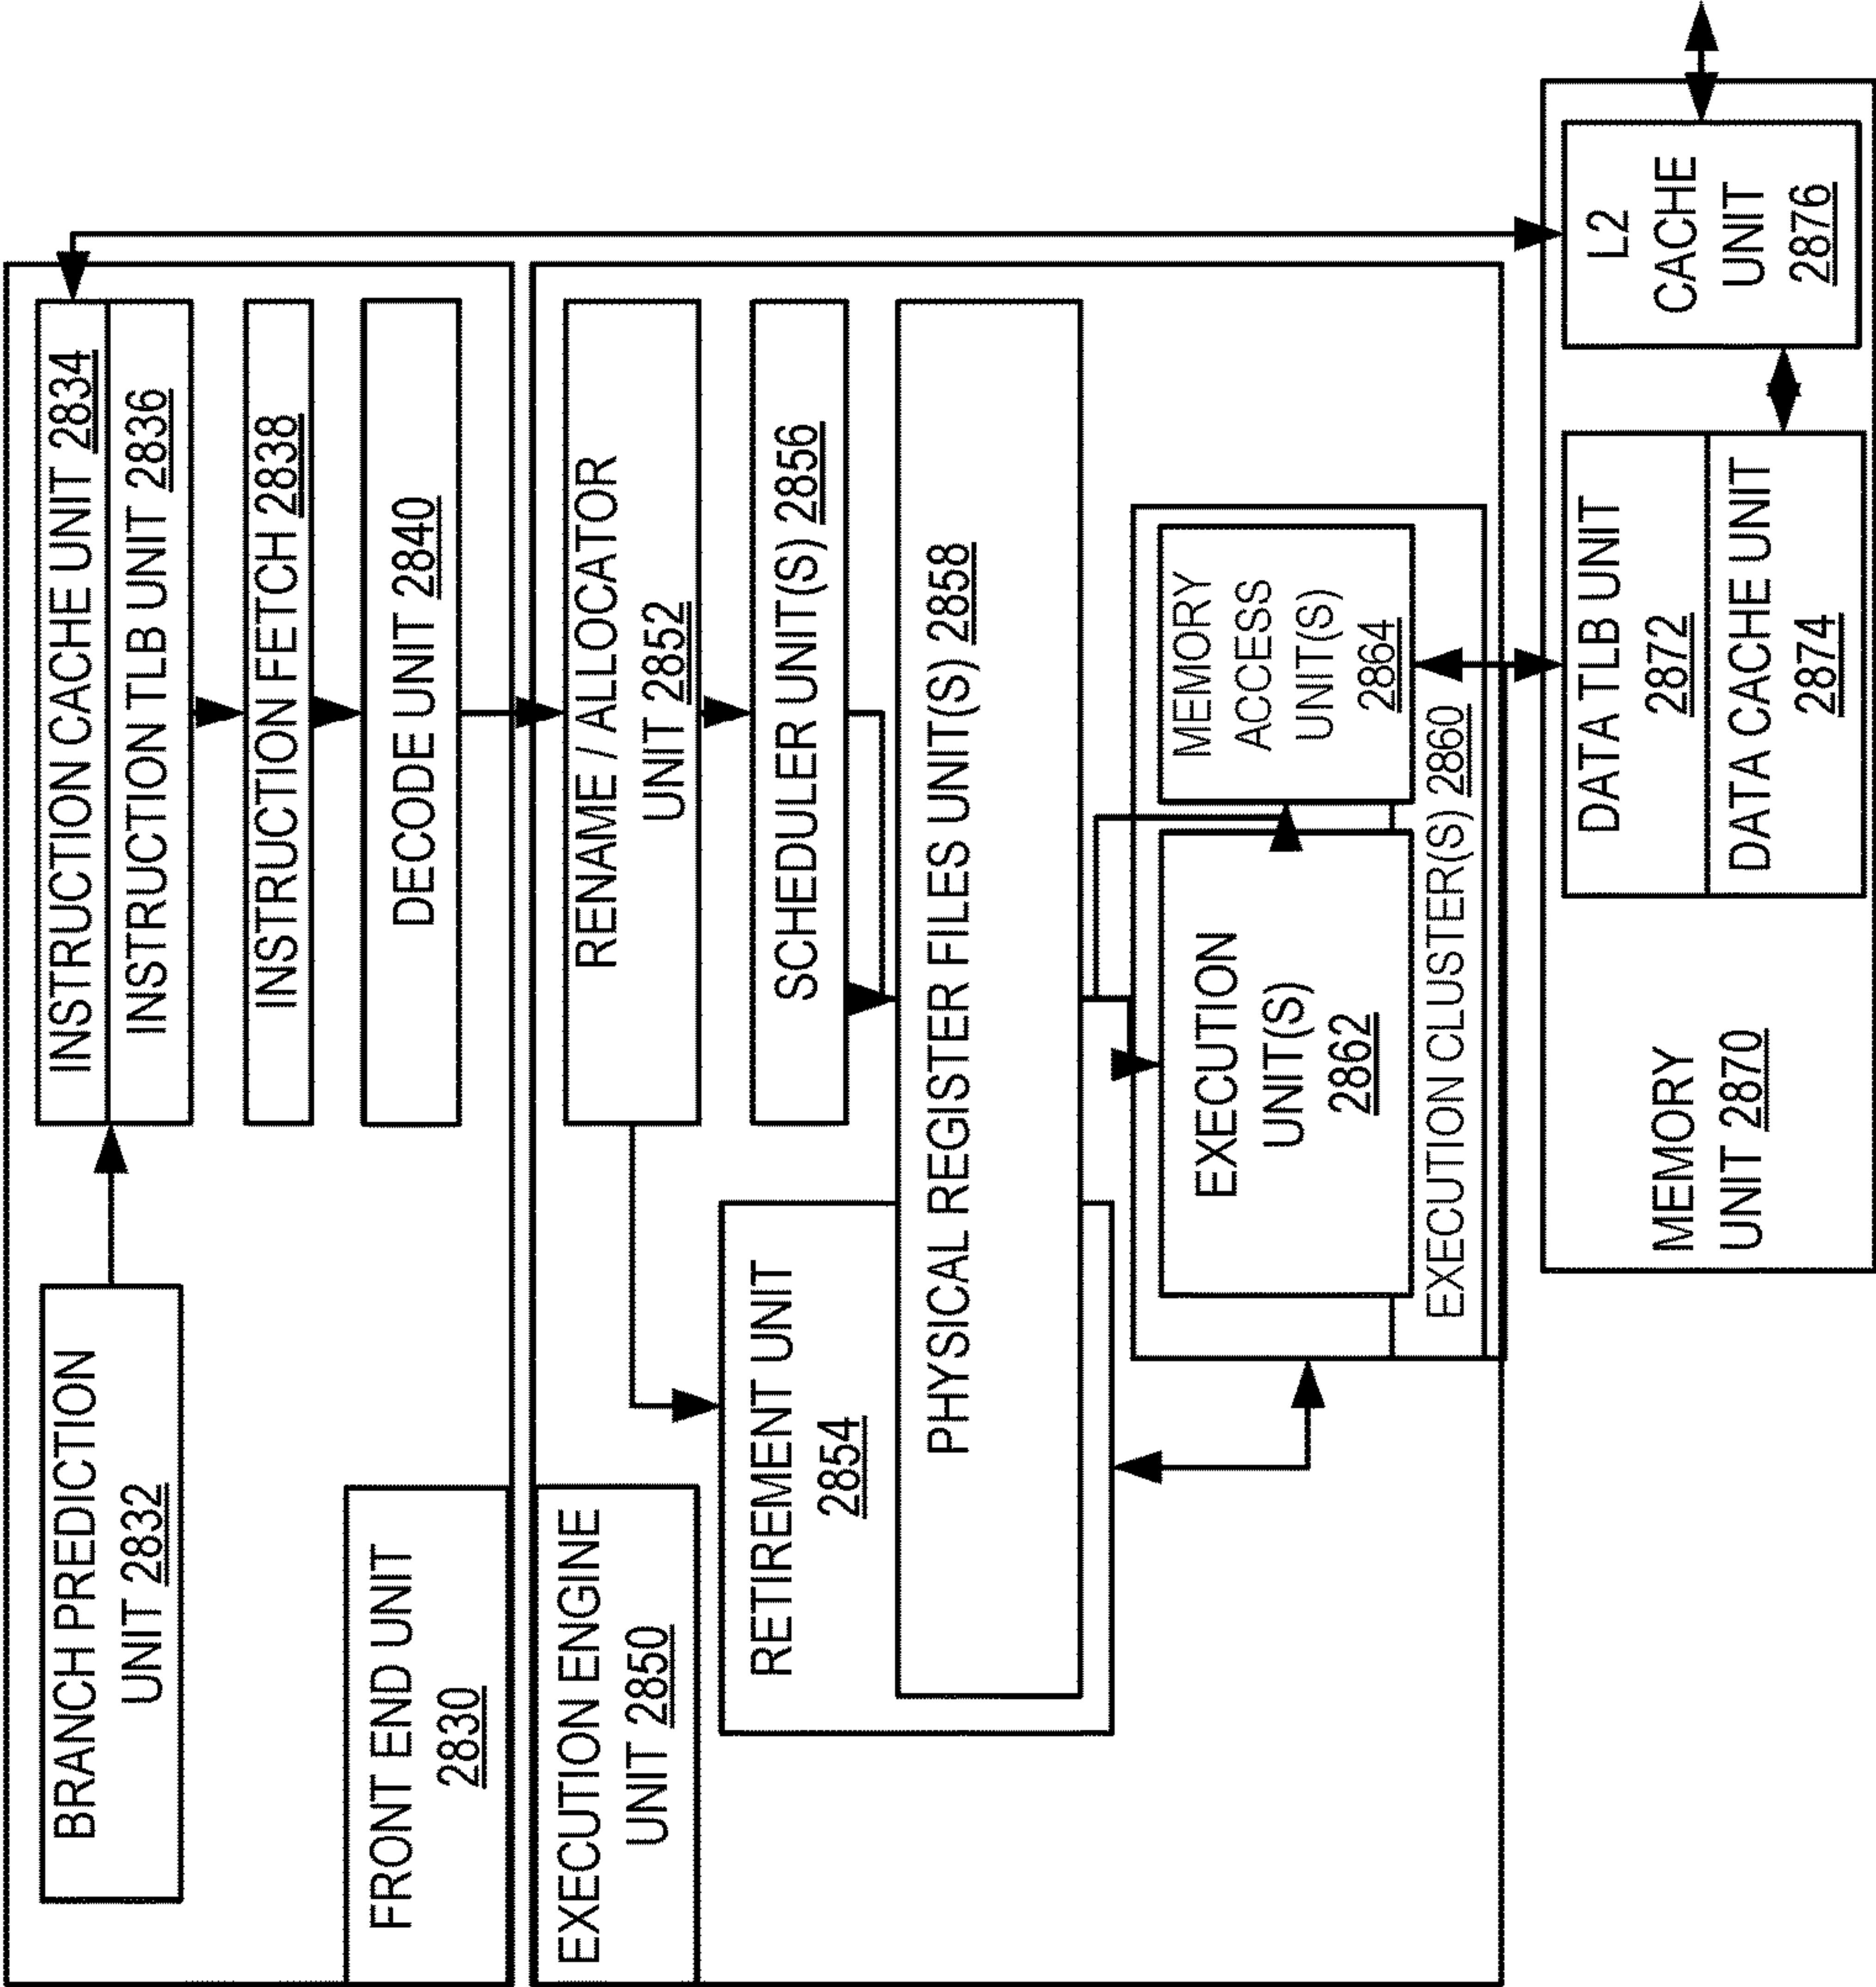 BRANCH PREDICTION
UNIT 2832
INSTRUCTION CACHE UNIT 2834
INSTRUCTION TLB UNIT 2836
INSTRUCTION FETCH 2838
DECODE UNIT 2840
FRONT END UNIT
2830
EXECUTION ENGINE
UNIT 2850
RENAME / ALLOCATOR
UNIT 2852
RETIREMENT UNIT
2854
SCHEDULER UNIT(S) 2856
PHYSICAL REGISTER FILES UNIT(S) 2858
EXECUTION
UNIT(S)
2862
MEMORY
ACCESS
UNIT(S)
2864
EXECUTION CLUSTER(S) 2860
MEMORY
UNIT 2870
DATA TLB UNIT
2872
DATA CACHE UNIT
2874
L2
CACHE
UNIT
2876